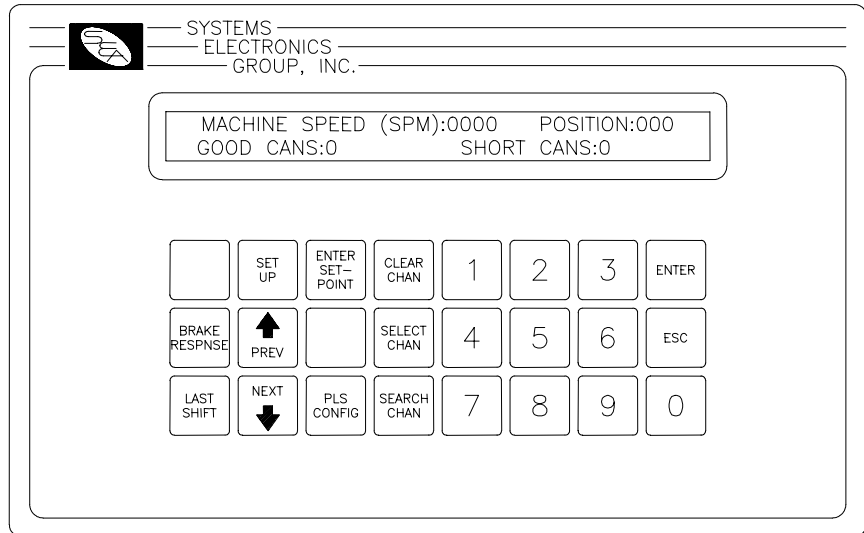 SYSTEMS
ELECTRONICS
GROUP, INC.
SEA
MACHINE SPEED (SPM):0000 POSITION:000
GOOD CANS:0 SHORT CANS:0
SET
UP
ENTER
SET-
POINT
CLEAR
CHAN
1
2
3
ENTER
BRAKE
RESPNSE
PREV
SELECT
CHAN
4
5
6
ESC
LAST
SHIFT
NEXT
PLS
CONFIG
SEARCH
CHAN
7
8
9
0